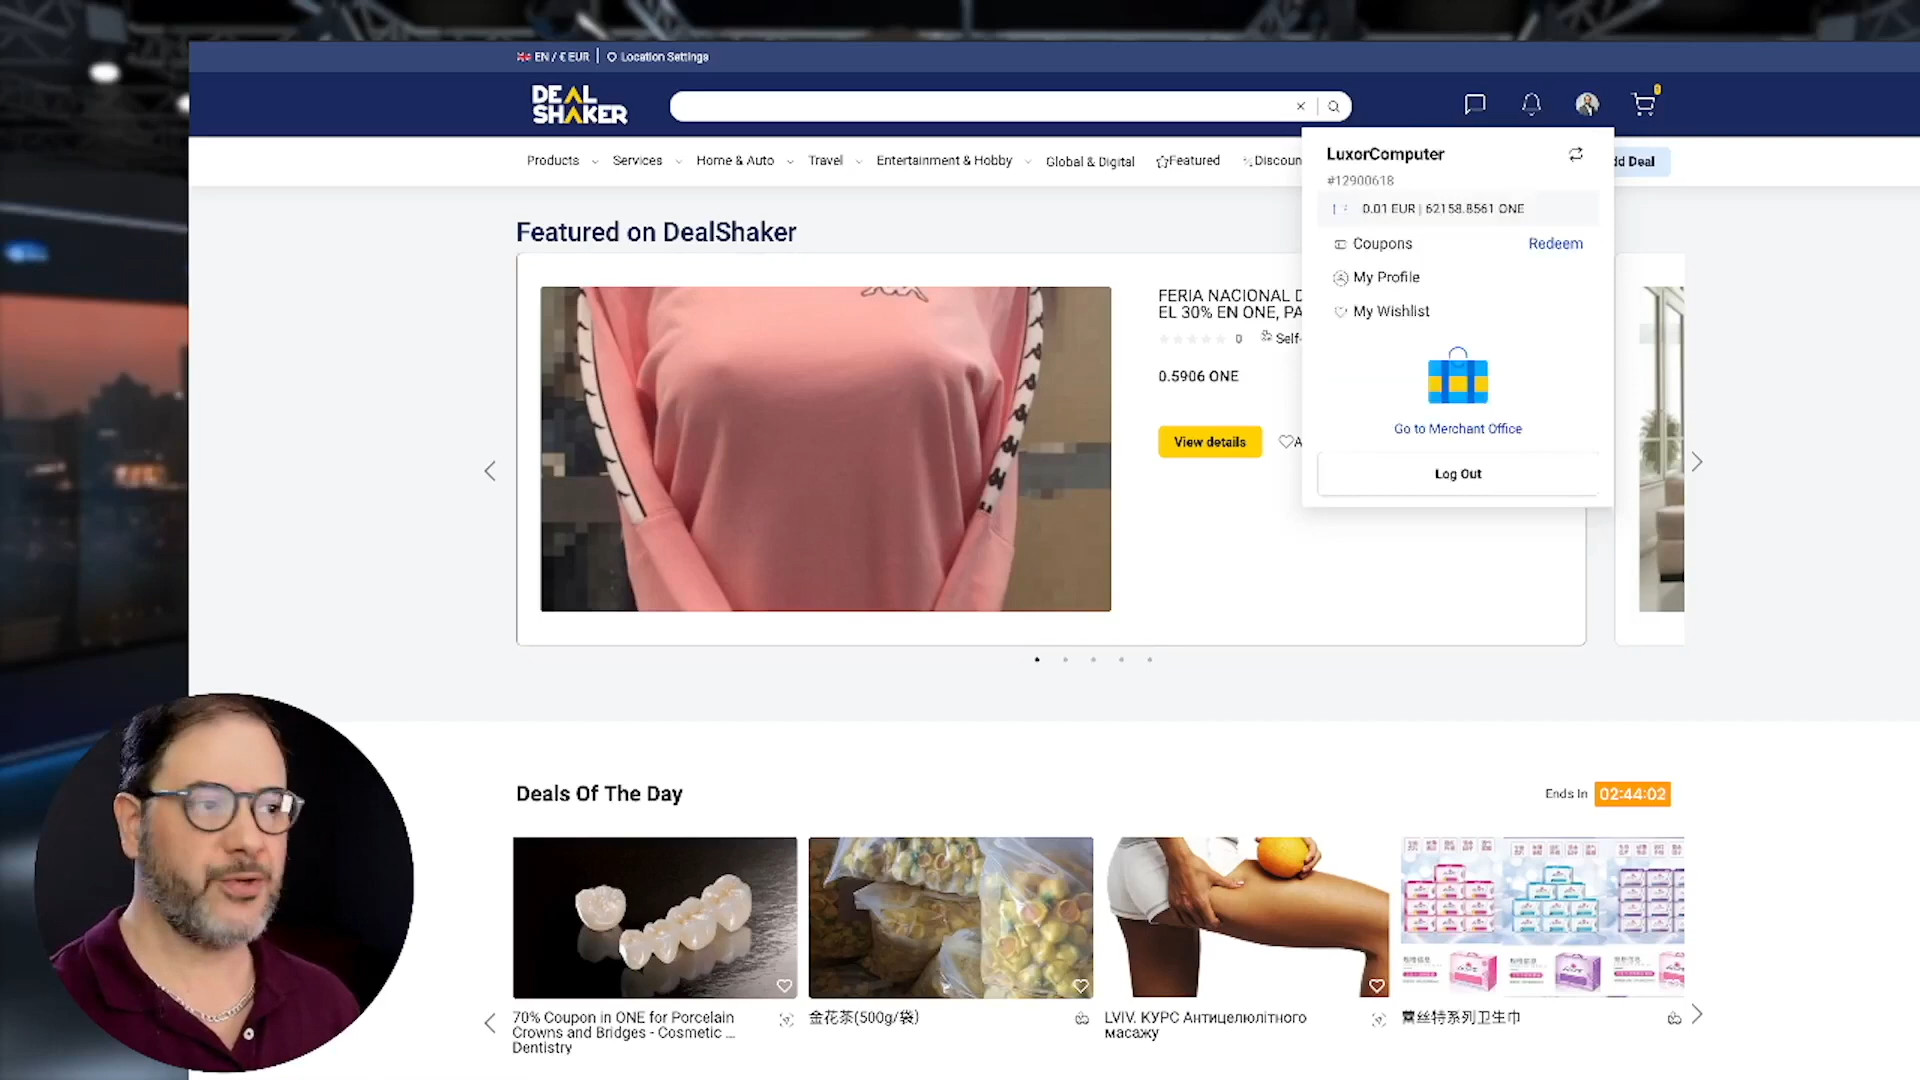 EN / € EUR
Location Settings
DEAL
SHAKER
Products
Services
Home & Auto
Travel
Entertainment & Hobby
Global & Digital
Featured
Discoun
dd Deal
LuxorComputer
#12900618
0.01 EUR | 62158.8561 ONE
Coupons
Redeem
My Profile
My Wishlist
Go to Merchant Office
Log Out
Featured on DealShaker
FERIA NACIONAL D
EL 30% EN ONE, PA
0
Self-
0.5906 ONE
View details
A
Deals Of The Day
Ends In 02:44:02
70% Coupon in ONE for Porcelain
Crowns and Bridges - Cosmetic ...
Dentistry
金花茶(500g/袋)
LVIV. КУРС Антицелюлітного
масажу
蕾丝特系列卫生巾